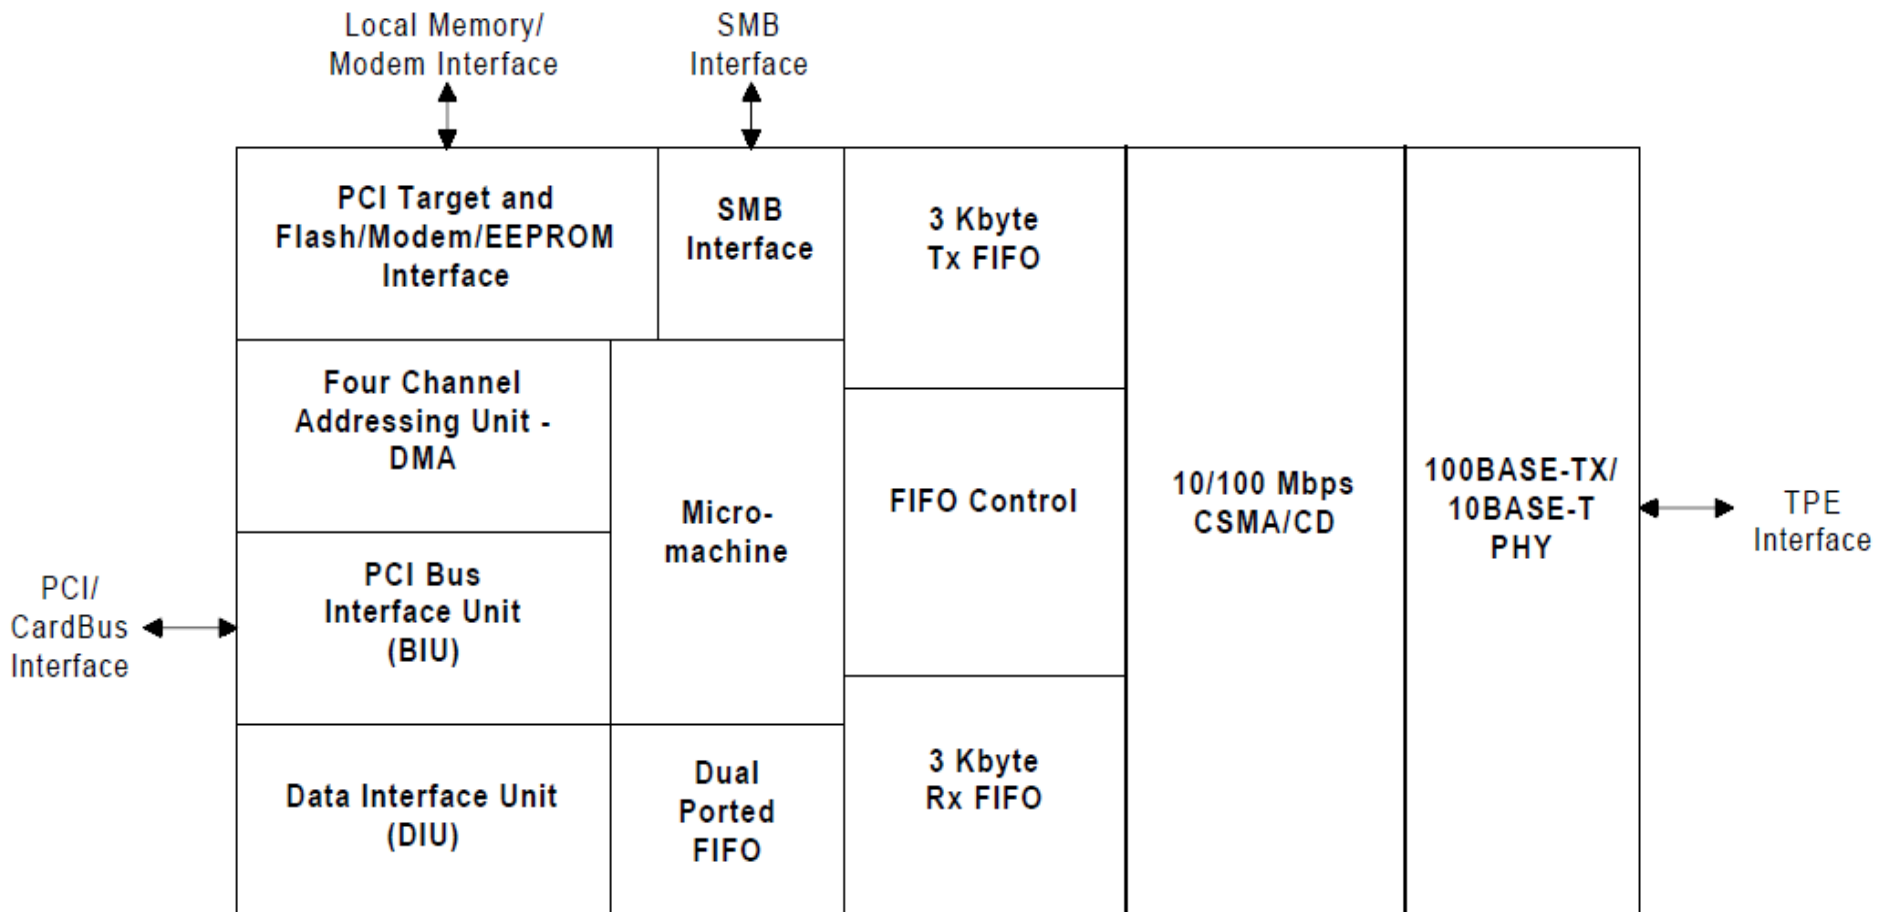 Local Memory/
Modem Interface
SMB
Interface
PCI Target and
Flash/Modem/EEPROM
Interface
SMB
Interface
3 Kbyte
Tx FIFO
Four Channel
Addressing Unit -
DMA
Micro-
machine
FIFO Control
10/100 Mbps
CSMA/CD
100BASE-TX/
10BASE-T
PHY
TPE
Interface
PCI/
CardBus
Interface
PCI Bus
Interface Unit
(BIU)
Data Interface Unit
(DIU)
Dual
Ported
FIFO
3 Kbyte
Rx FIFO